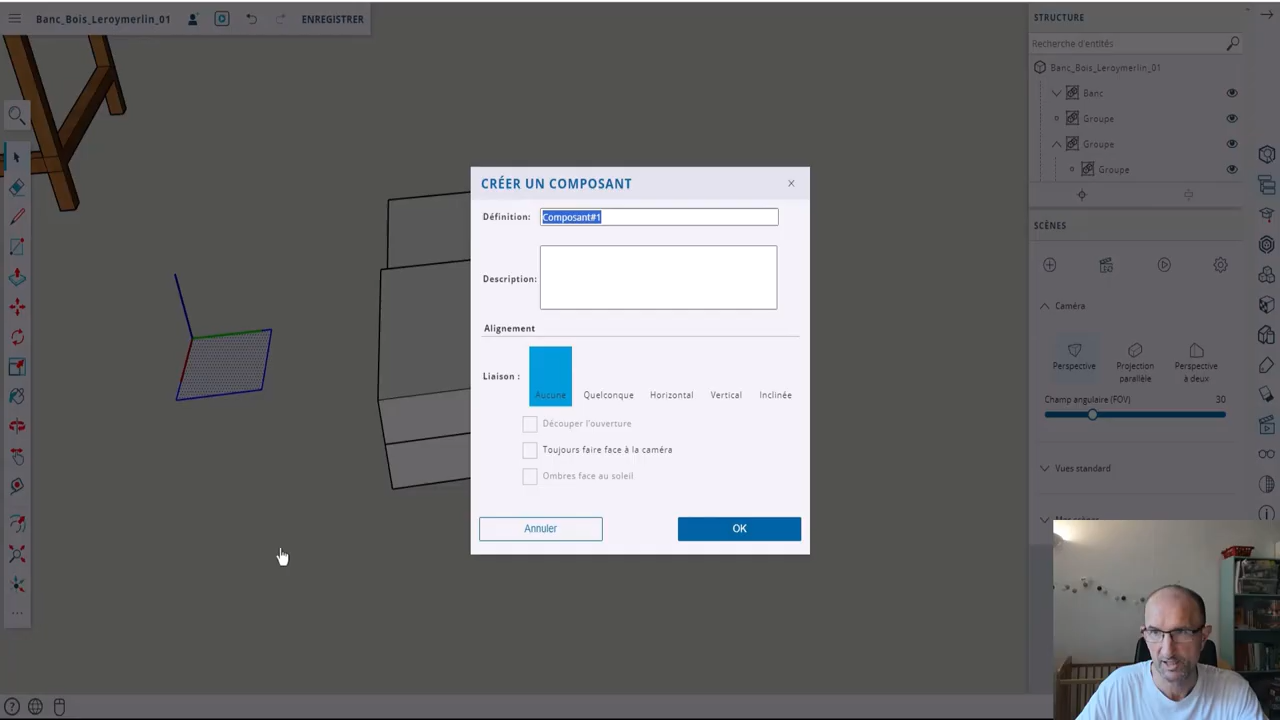 Banc_Bois_Leroymerlin_01
ENREGISTRER
CRÉER UN COMPOSANT
Définition:
Composant#1
Description:
Alignement
Liaison :
Aucune
Quelconque
Horizontal
Vertical
Inclinée
Découper l'ouverture
Toujours faire face à la caméra
Ombres face au soleil
Annuler
OK
STRUCTURE
Recherche d'entités
Banc_Bois_Leroymerlin_01
Banc
Groupe
Groupe
Groupe
SCÈNES
Caméra
Perspective
Projection
parallèle
Perspective
à deux
Champ angulaire (FOV)
30
Vues standard